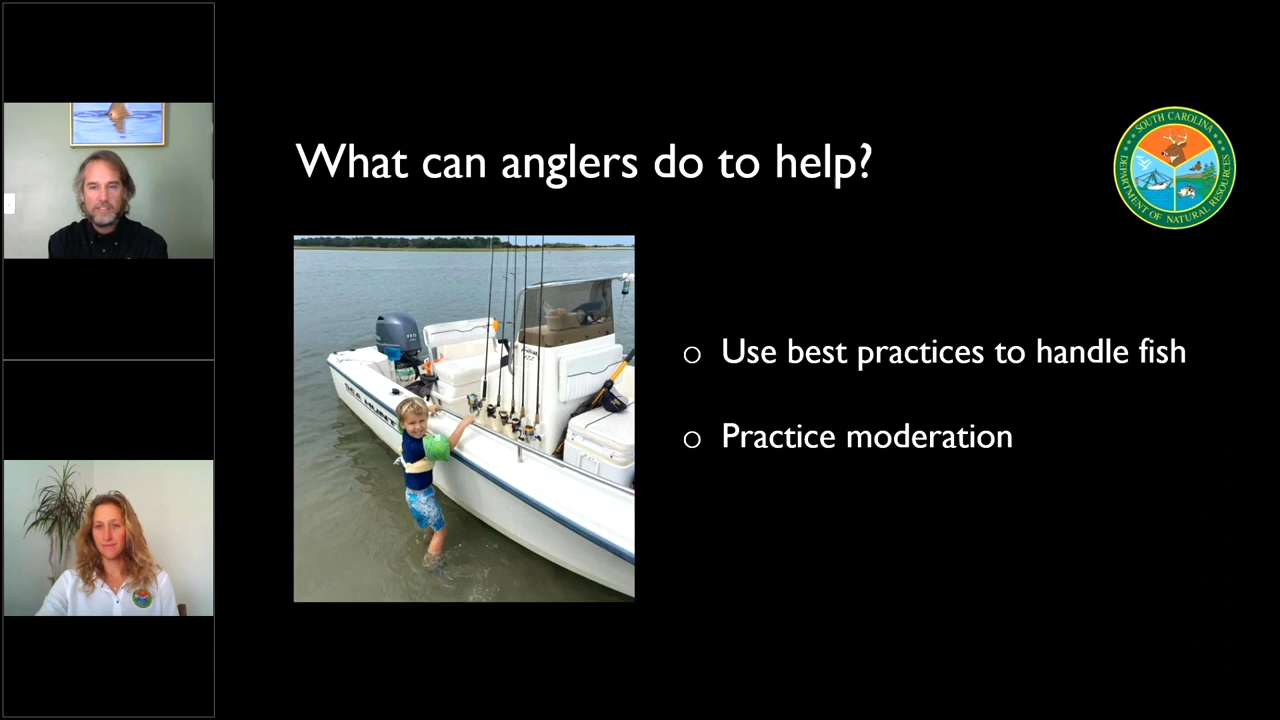 What can anglers do to help?
SOUTH CAROLINA
DEPARTMENT OF NATURAL RESOURCES
SEA HUNT
o Use best practices to handle fish
o Practice moderation